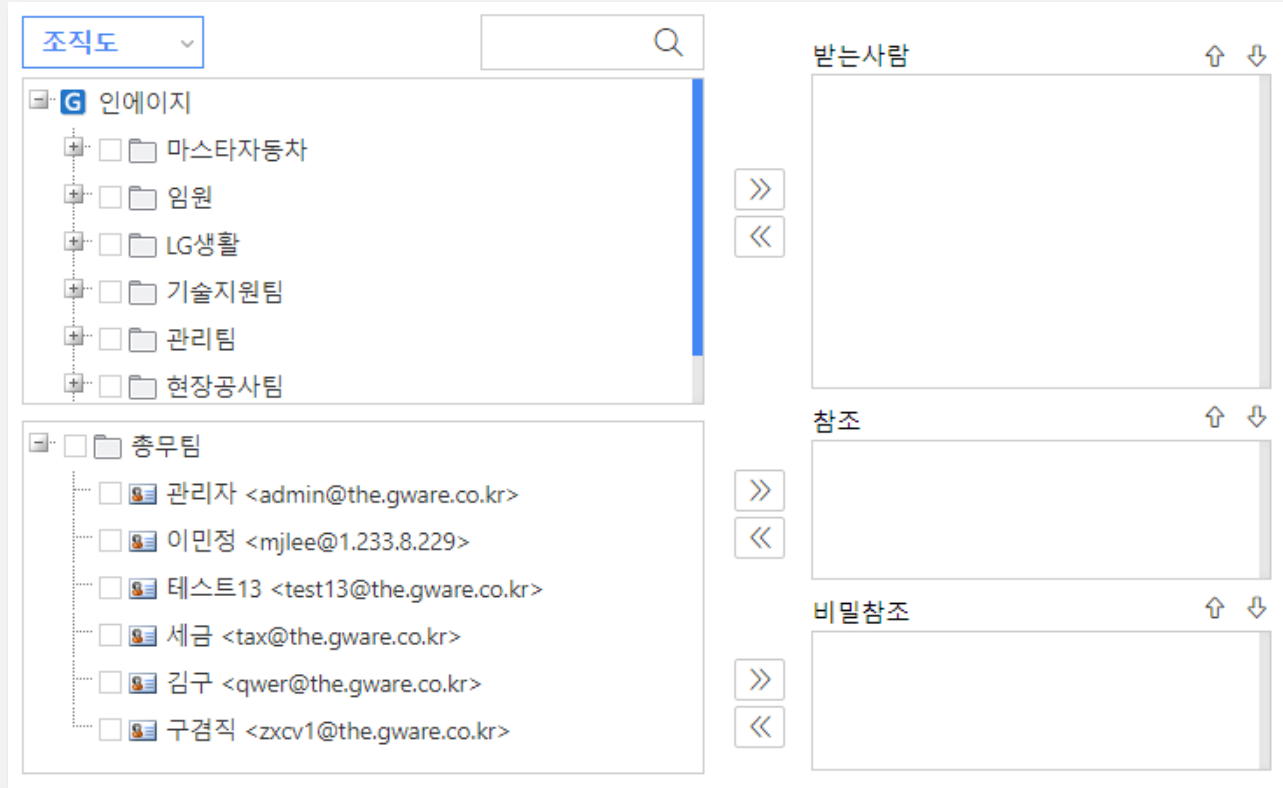 조직도
인에이지
마스타자동차
임원
LG생활
기술지원팀
관리팀
현장공사팀
총무팀
관리자 <admin@the.gware.co.kr>
이민정 <mjlee@1.233.8.229>
테스트13 <test13@the.gware.co.kr>
세금 <tax@the.gware.co.kr>
김구 <qwer@the.gware.co.kr>
구겸직 <zxcv1@the.gware.co.kr>
받는사람
참조
비밀참조